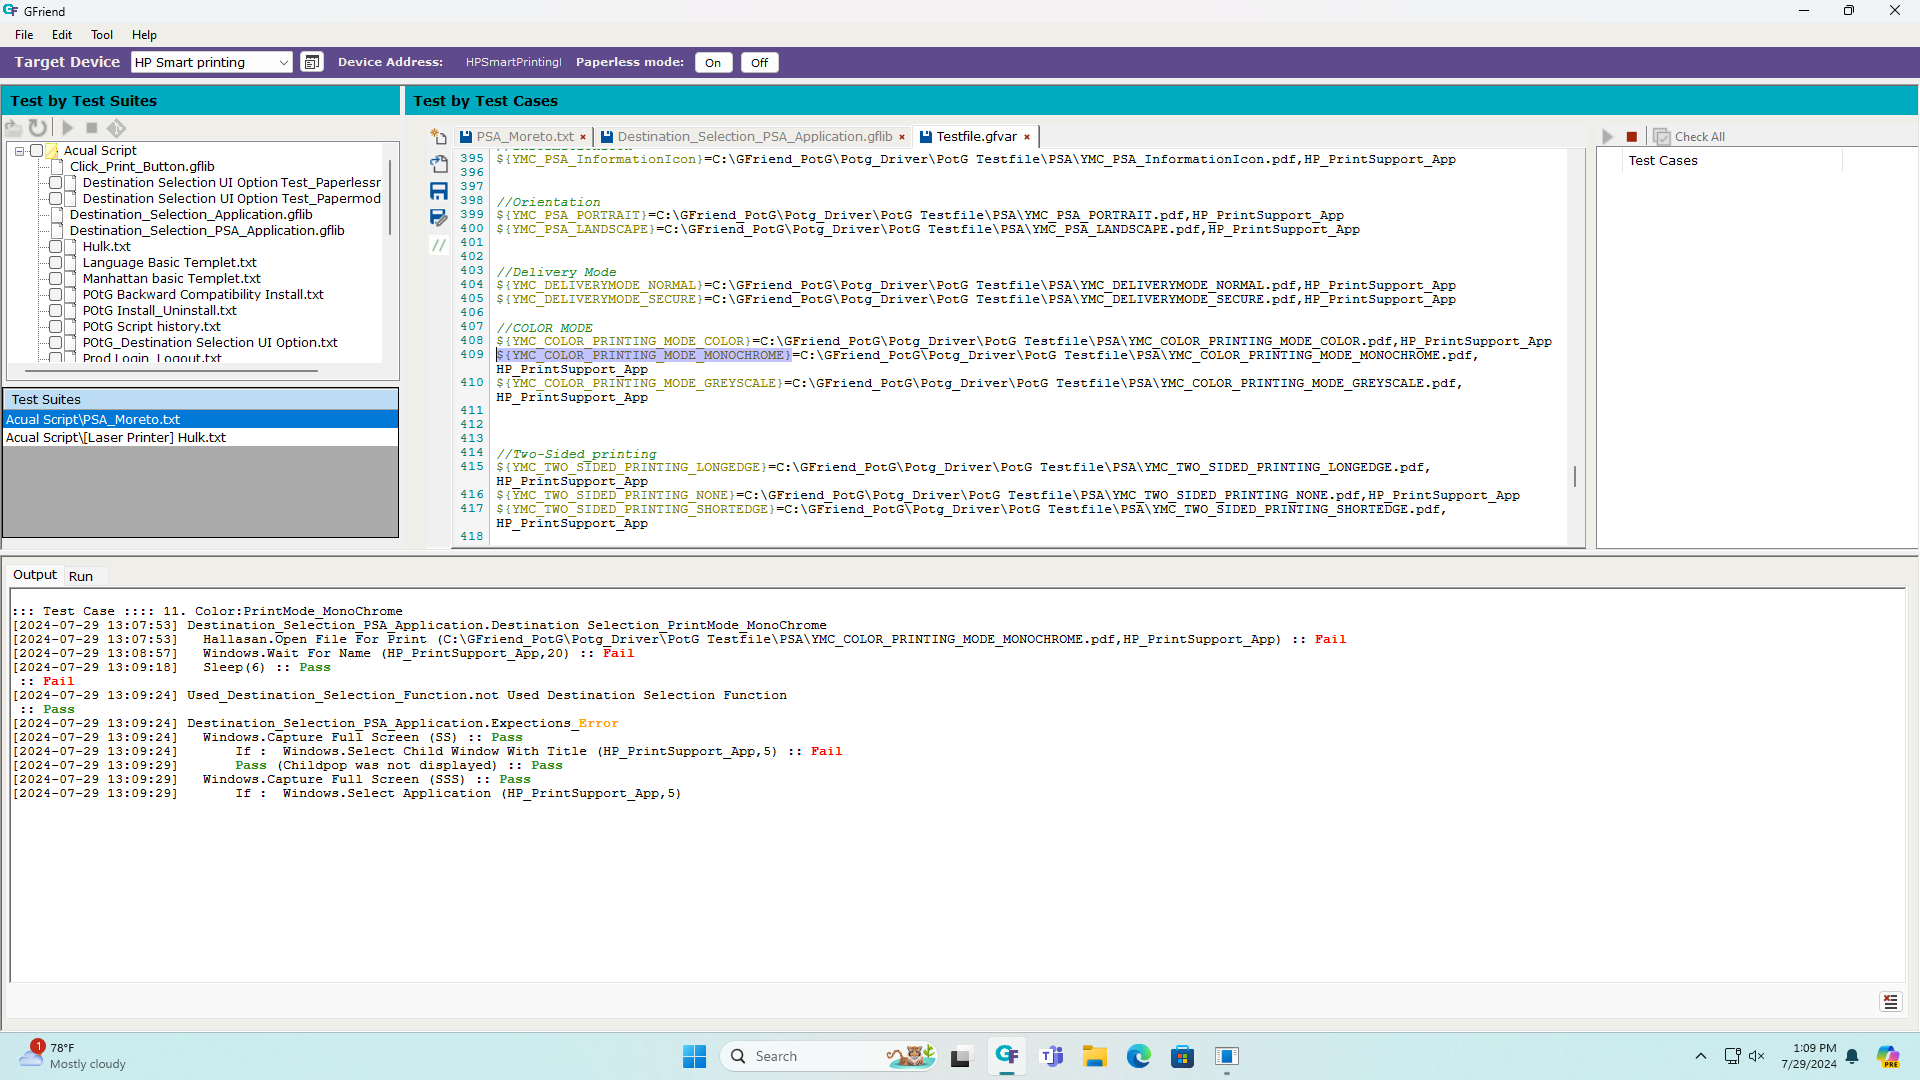 GFriend
File Edit Tool Help
Target Device HP Smart printing Device Address: HPSmartPrintingI Paperless mode: On Off
Test by Test Suites
Test by Test Cases
Acual Script
Click_Print_Button.gflib
Destination Selection UI Option Test_Paperlessr
Destination Selection UI Option Test_Papermod
Destination_Selection_Application.gflib
Destination_Selection_PSA_Application.gflib
Hulk.txt
Language Basic Templet.txt
Manhattan basic Templet.txt
POtG Backward Compatibility Install.txt
POtG Install_Uninstall.txt
POtG Script history.txt
POtG_Destination Selection UI Option.txt
Prod Login_Logout.txt
Test Suites
Acual Script\PSA_Moreto.txt
Acual Script\[Laser Printer] Hulk.txt
PSA_Moreto.txt × Destination_Selection_PSA_Application.gflib × Testfile.gfvar ×
395 ${YMC_PSA_InformationIcon}=C:\GFriend_PotG\Potg_Driver\PotG Testfile\PSA\YMC_PSA_InformationIcon.pdf,HP_PrintSupport_App
396
397
398 //Orientation
399 ${YMC_PSA_PORTRAIT}=C:\GFriend_PotG\Potg_Driver\PotG Testfile\PSA\YMC_PSA_PORTRAIT.pdf,HP_PrintSupport_App
400 ${YMC_PSA_LANDSCAPE}=C:\GFriend_PotG\Potg_Driver\PotG Testfile\PSA\YMC_PSA_LANDSCAPE.pdf,HP_PrintSupport_App
401
402
403 //Delivery Mode
404 ${YMC_DELIVERYMODE_NORMAL}=C:\GFriend_PotG\Potg_Driver\PotG Testfile\PSA\YMC_DELIVERYMODE_NORMAL.pdf,HP_PrintSupport_App
405 ${YMC_DELIVERYMODE_SECURE}=C:\GFriend_PotG\Potg_Driver\PotG Testfile\PSA\YMC_DELIVERYMODE_SECURE.pdf,HP_PrintSupport_App
406
407 //COLOR MODE
408 ${YMC_COLOR_PRINTING_MODE_COLOR}=C:\GFriend_PotG\Potg_Driver\PotG Testfile\PSA\YMC_COLOR_PRINTING_MODE_COLOR.pdf,HP_PrintSupport_App
409 ${YMC_COLOR_PRINTING_MODE_MONOCHROME}=C:\GFriend_PotG\Potg_Driver\PotG Testfile\PSA\YMC_COLOR_PRINTING_MODE_MONOCHROME.pdf,
HP_PrintSupport_App
410 ${YMC_COLOR_PRINTING_MODE_GREYSCALE}=C:\GFriend_PotG\Potg_Driver\PotG Testfile\PSA\YMC_COLOR_PRINTING_MODE_GREYSCALE.pdf,
HP_PrintSupport_App
411
412
413
414 //Two-Sided_printing
415 ${YMC_TWO_SIDED_PRINTING_LONGEDGE}=C:\GFriend_PotG\Potg_Driver\PotG Testfile\PSA\YMC_TWO_SIDED_PRINTING_LONGEDGE.pdf,
HP_PrintSupport_App
416 ${YMC_TWO_SIDED_PRINTING_NONE}=C:\GFriend_PotG\Potg_Driver\PotG Testfile\PSA\YMC_TWO_SIDED_PRINTING_NONE.pdf,HP_PrintSupport_App
417 ${YMC_TWO_SIDED_PRINTING_SHORTEDGE}=C:\GFriend_PotG\Potg_Driver\PotG Testfile\PSA\YMC_TWO_SIDED_PRINTING_SHORTEDGE.pdf,
HP_PrintSupport_App
418
Check All
Test Cases
Output Run
::: Test Case :::: 11. Color:PrintMode_MonoChrome
[2024-07-29 13:07:53] Destination_Selection_PSA_Application.Destination Selection_PrintMode_MonoChrome
[2024-07-29 13:07:53] Hallasan.Open File For Print (C:\GFriend_PotG\Potg_Driver\PotG Testfile\PSA\YMC_COLOR_PRINTING_MODE_MONOCHROME.pdf,HP_PrintSupport_App) :: Fail
[2024-07-29 13:08:57] Windows.Wait For Name (HP_PrintSupport_App,20) :: Fail
[2024-07-29 13:09:18] Sleep(6) :: Pass
:: Fail
[2024-07-29 13:09:24] Used_Destination_Selection_Function.not Used Destination Selection Function
:: Pass
[2024-07-29 13:09:24] Destination_Selection_PSA_Application.Expections_Error
[2024-07-29 13:09:24] Windows.Capture Full Screen (SS) :: Pass
[2024-07-29 13:09:24] If : Windows.Select Child Window With Title (HP_PrintSupport_App,5) :: Fail
[2024-07-29 13:09:29] Pass (Childpop was not displayed) :: Pass
[2024-07-29 13:09:29] Windows.Capture Full Screen (SSS) :: Pass
[2024-07-29 13:09:29] If : Windows.Select Application (HP_PrintSupport_App,5)
1 78°F
Mostly cloudy
Search
PRE
1:09 PM
7/29/2024